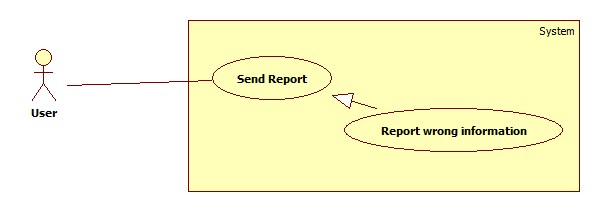 System
Send Report
User
Report wrong information